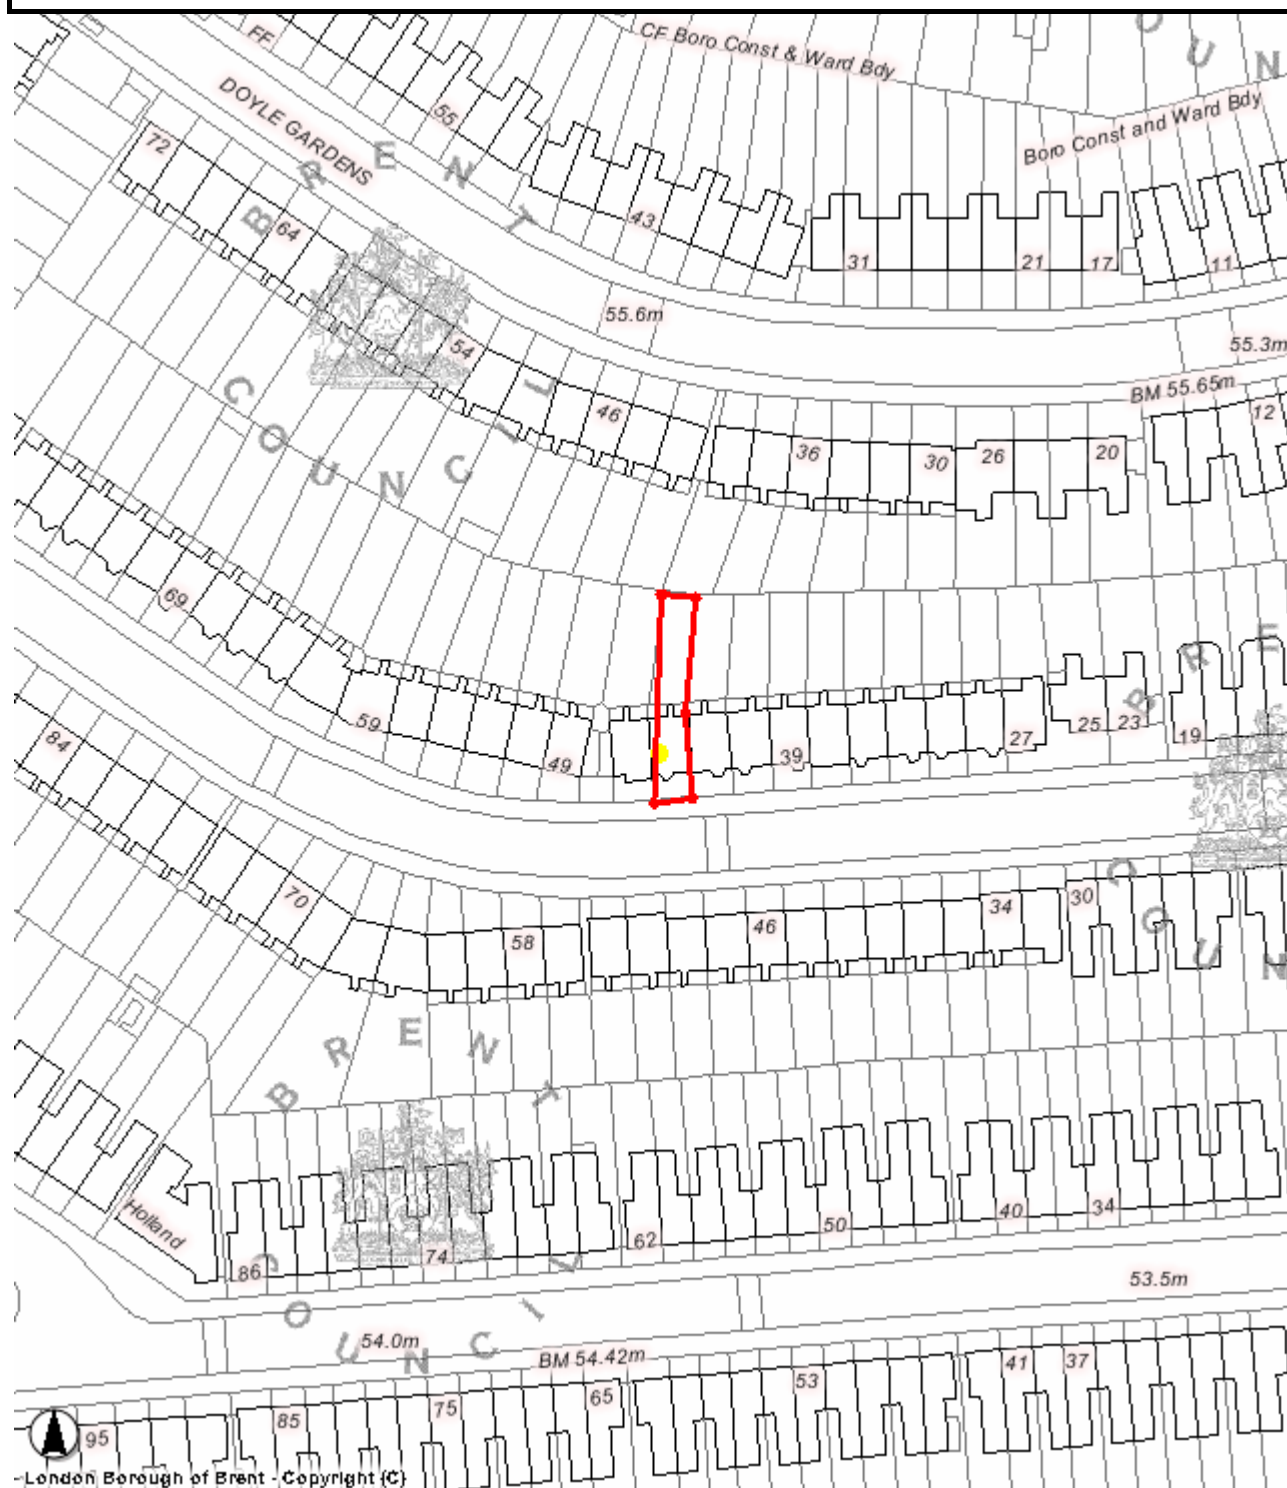 FF
CF Boro Const & Ward Bdy
O U N
DOYLE GARDENS
55
Boro Const and Ward Bdy
72
B R E N T
64
43
31
21
17
11
55.6m
55.3m
54
BM 55.65m
46
12
C O U N C I L
36
30
26
20
69
B R E
59
49
39
27
25
23
19
84
70
58
46
34
30
C O U N
B R E N T
Holland
86
74
62
50
40
34
C O U N C I L
53.5m
54.0m
BM 54.42m
53
41
37
95
85
75
65
London Borough of Brent - Copyright (C)